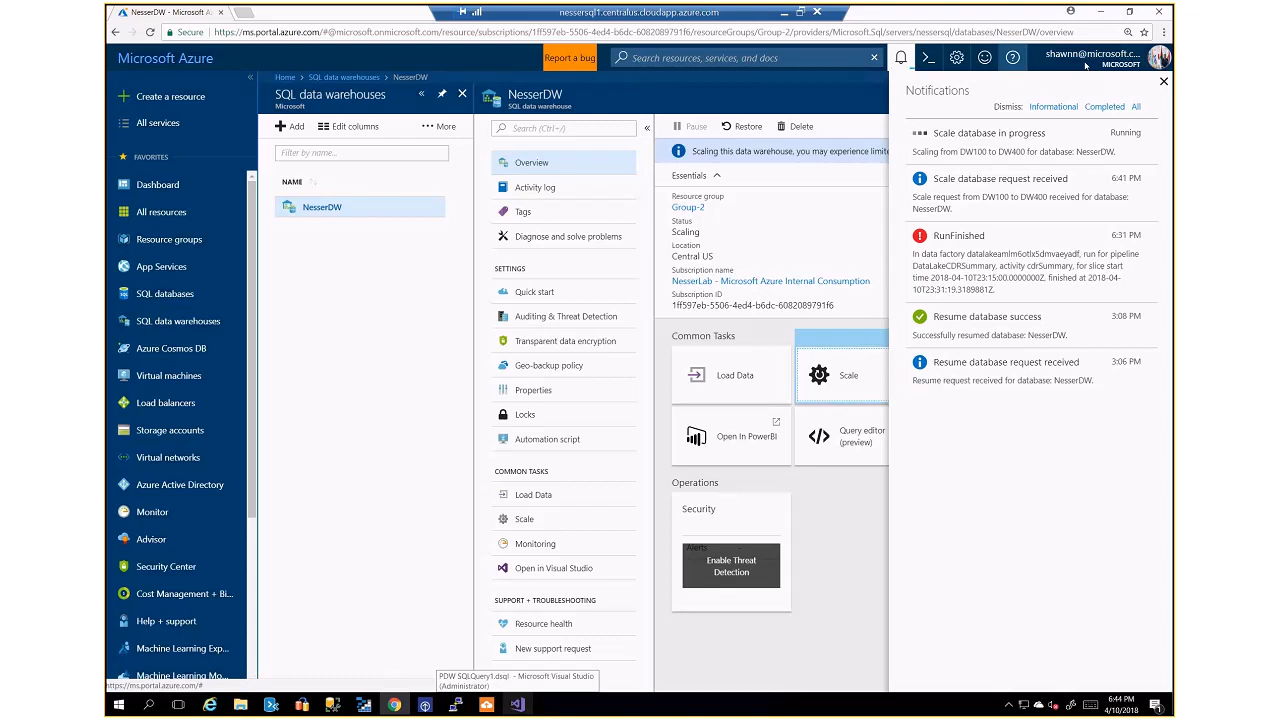 NesserDW - Microsoft Az
nessersql1.centralus.cloudapp.azure.com
Secure
https://ms.portal.azure.com/#@microsoft.onmicrosoft.com/resource/subscriptions/1ff597eb-5506-4ed4-b6dc-6082089791f6/resourceGroups/Group-2/providers/Microsoft.Sql/servers/nessersql/databases/NesserDW/overview
Microsoft Azure
Report a bug
Search resources, services, and docs
shawnn@microsoft.c...
MICROSOFT
Create a resource
All services
FAVORITES
Dashboard
All resources
Resource groups
App Services
SQL databases
SQL data warehouses
Azure Cosmos DB
Virtual machines
Load balancers
Storage accounts
Virtual networks
Azure Active Directory
Monitor
Advisor
Security Center
Cost Management + Bi...
Help + support
Machine Learning Exp...
Machine Learning Mo...
https://ms.portal.azure.com/#
Home > SQL data warehouses > NesserDW
SQL data warehouses
Microsoft
Add
Edit columns
More
Filter by name...
NAME
NesserDW
NesserDW
SQL data warehouse
Search (Ctrl+/)
Overview
Activity log
Tags
Diagnose and solve problems
SETTINGS
Quick start
Auditing & Threat Detection
Transparent data encryption
Geo-backup policy
Properties
Locks
Automation script
COMMON TASKS
Load Data
Scale
Monitoring
Open in Visual Studio
SUPPORT + TROUBLESHOOTING
Resource health
New support request
Pause
Restore
Delete
Scaling this data warehouse, you may experience limite
Essentials
Resource group
Group-2
Status
Scaling
Location
Central US
Subscription name
NesserLab - Microsoft Azure Internal Consumption
Subscription ID
1ff597eb-5506-4ed4-b6dc-6082089791f6
Common Tasks
Load Data
Scale
Open In PowerBI
Query editor
(preview)
Operations
Security
Alerts
Enable Threat
Detection
Notifications
Dismiss: Informational Completed All
Scale database in progress Running
Scaling from DW100 to DW400 for database: NesserDW.
Scale database request received 6:41 PM
Scale request from DW100 to DW400 received for database:
NesserDW.
RunFinished 6:31 PM
In data factory datalakeamlm6otlx5dmvaeyadf, run for pipeline
DataLakeCDRSummary, activity cdrSummary, for slice start
time 2018-04-10T23:15:00.0000000Z, finished at 2018-04-
10T23:31:19.3189881Z.
Resume database success 3:08 PM
Successfully resumed database: NesserDW.
Resume database request received 3:06 PM
Resume request received for database: NesserDW.
PDW SQLQuery1.dsql - Microsoft Visual Studio
(Administrator)
6:44 PM
4/10/2018